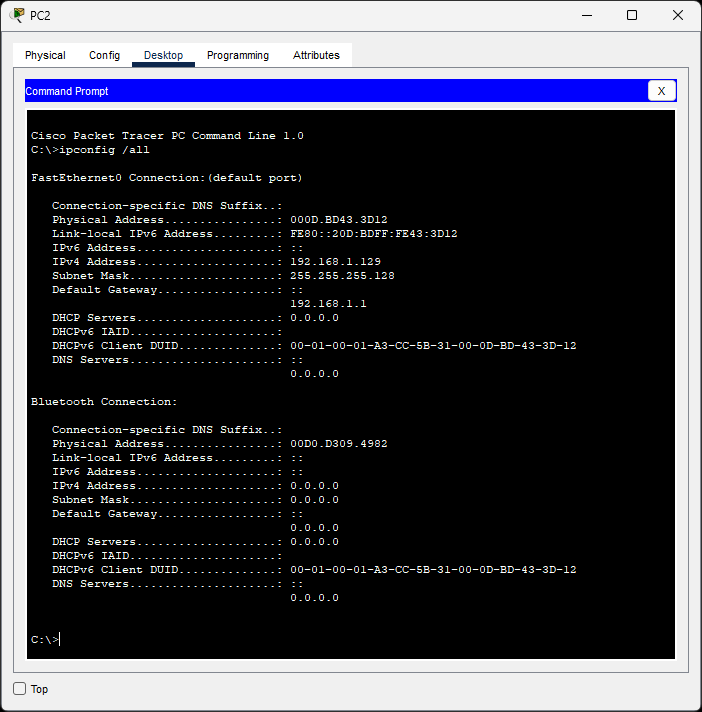 PC2
Physical Config Desktop Programming Attributes
Command Prompt X
Cisco Packet Tracer PC Command Line 1.0
C:\>ipconfig /all
FastEthernet0 Connection:(default port)
Connection-specific DNS Suffix..:
Physical Address................: 000D.BD43.3D12
Link-local IPv6 Address.........: FE80::20D:BDFF:FE43:3D12
IPv6 Address....................: ::
IPv4 Address....................: 192.168.1.129
Subnet Mask.....................: 255.255.255.128
Default Gateway.................: ::
192.168.1.1
DHCP Servers....................: 0.0.0.0
DHCPv6 IAID.....................:
DHCPv6 Client DUID..............: 00-01-00-01-A3-CC-5B-31-00-0D-BD-43-3D-12
DNS Servers.....................: ::
0.0.0.0
Bluetooth Connection:
Connection-specific DNS Suffix..:
Physical Address................: 00D0.D309.4982
Link-local IPv6 Address.........: ::
IPv6 Address....................: ::
IPv4 Address....................: 0.0.0.0
Subnet Mask.....................: 0.0.0.0
Default Gateway.................: ::
0.0.0.0
DHCP Servers....................: 0.0.0.0
DHCPv6 IAID.....................:
DHCPv6 Client DUID..............: 00-01-00-01-A3-CC-5B-31-00-0D-BD-43-3D-12
DNS Servers.....................: ::
0.0.0.0
C:\>
Top